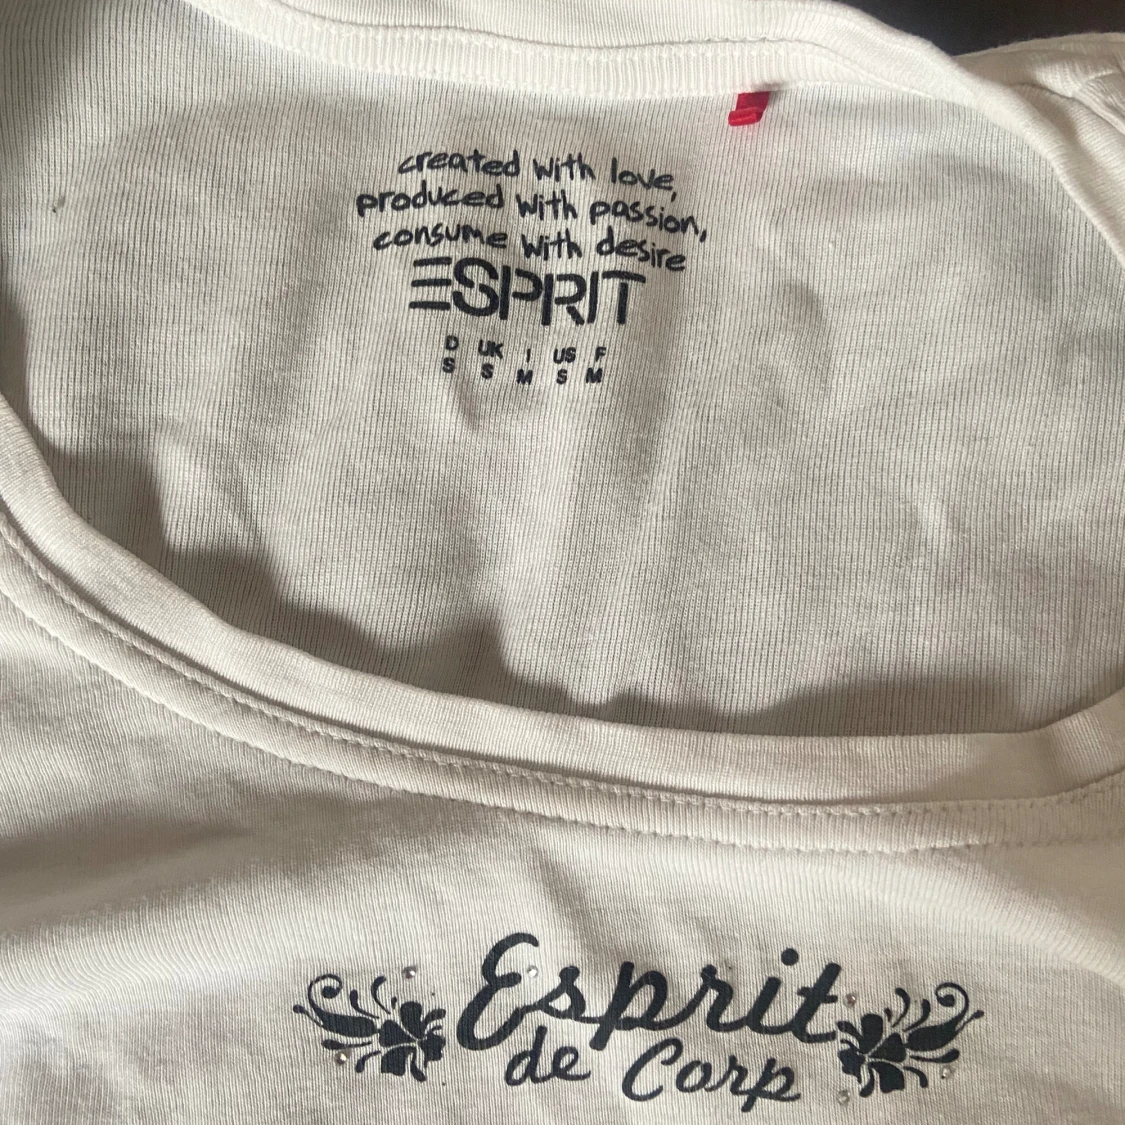 created with love,
produced with passion,
consume with desire
ESPRIT
D UK I US F
S S M S M
Esprit
de Corp